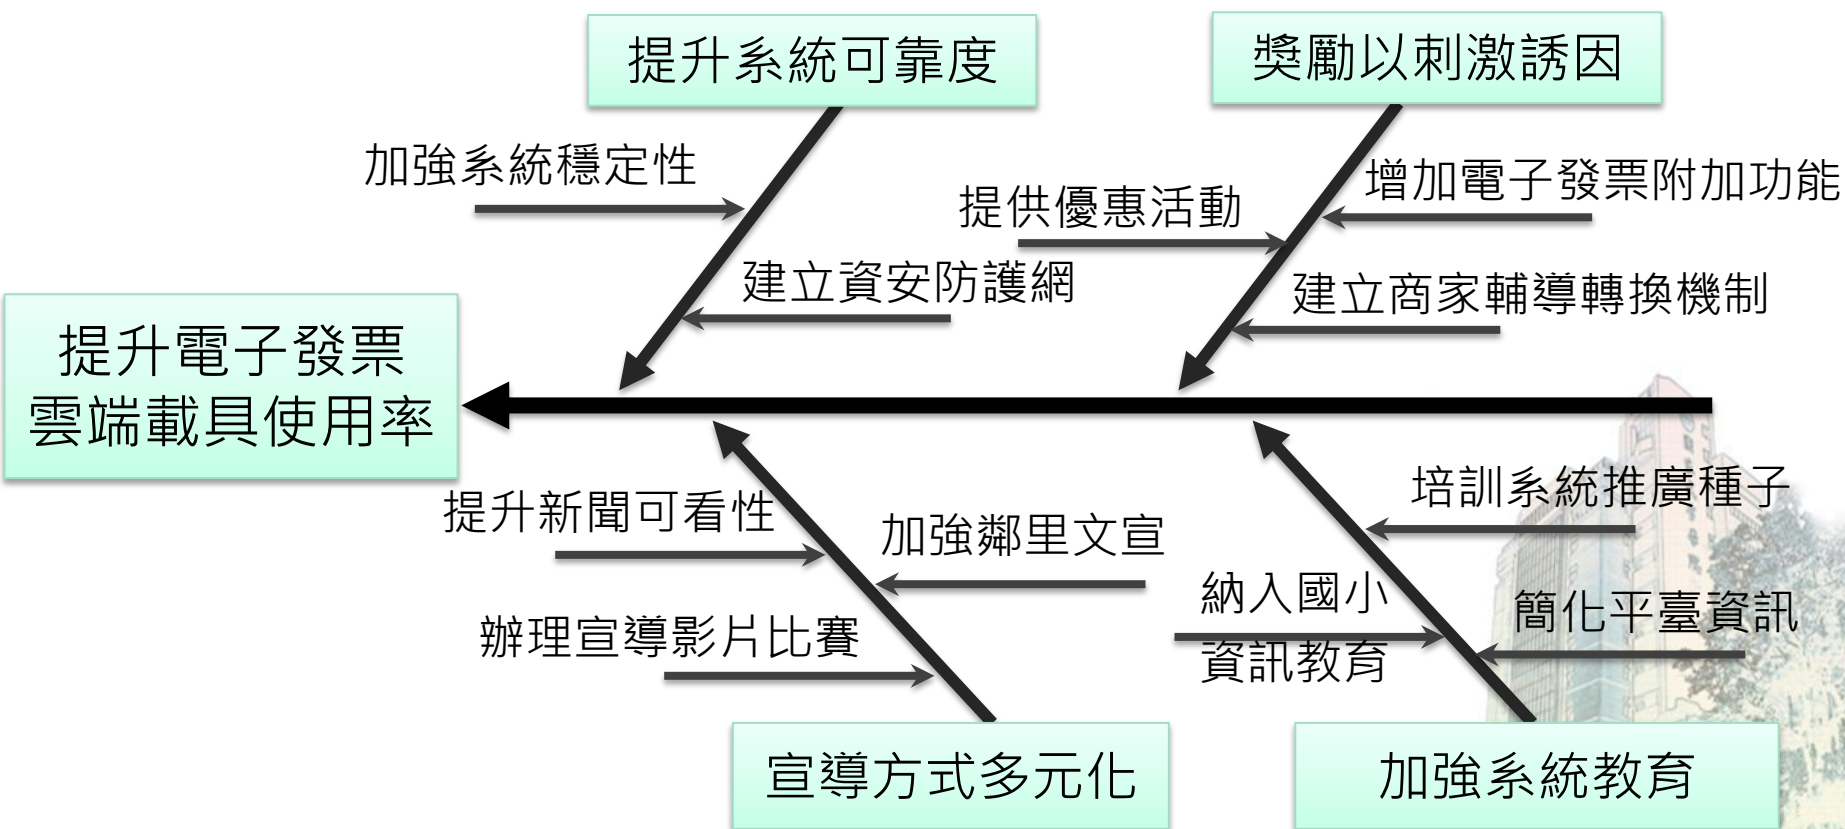 提升系統可靠度
獎勵以刺激誘因
加強系統穩定性
提供優惠活動
增加電子發票附加功能
建立資安防護網
建立商家輔導轉換機制
提升電子發票
雲端載具使用率
提升新聞可看性
加強鄰里文宣
培訓系統推廣種子
納入國小
資訊教育
簡化平臺資訊
辦理宣導影片比賽
宣導方式多元化
加強系統教育